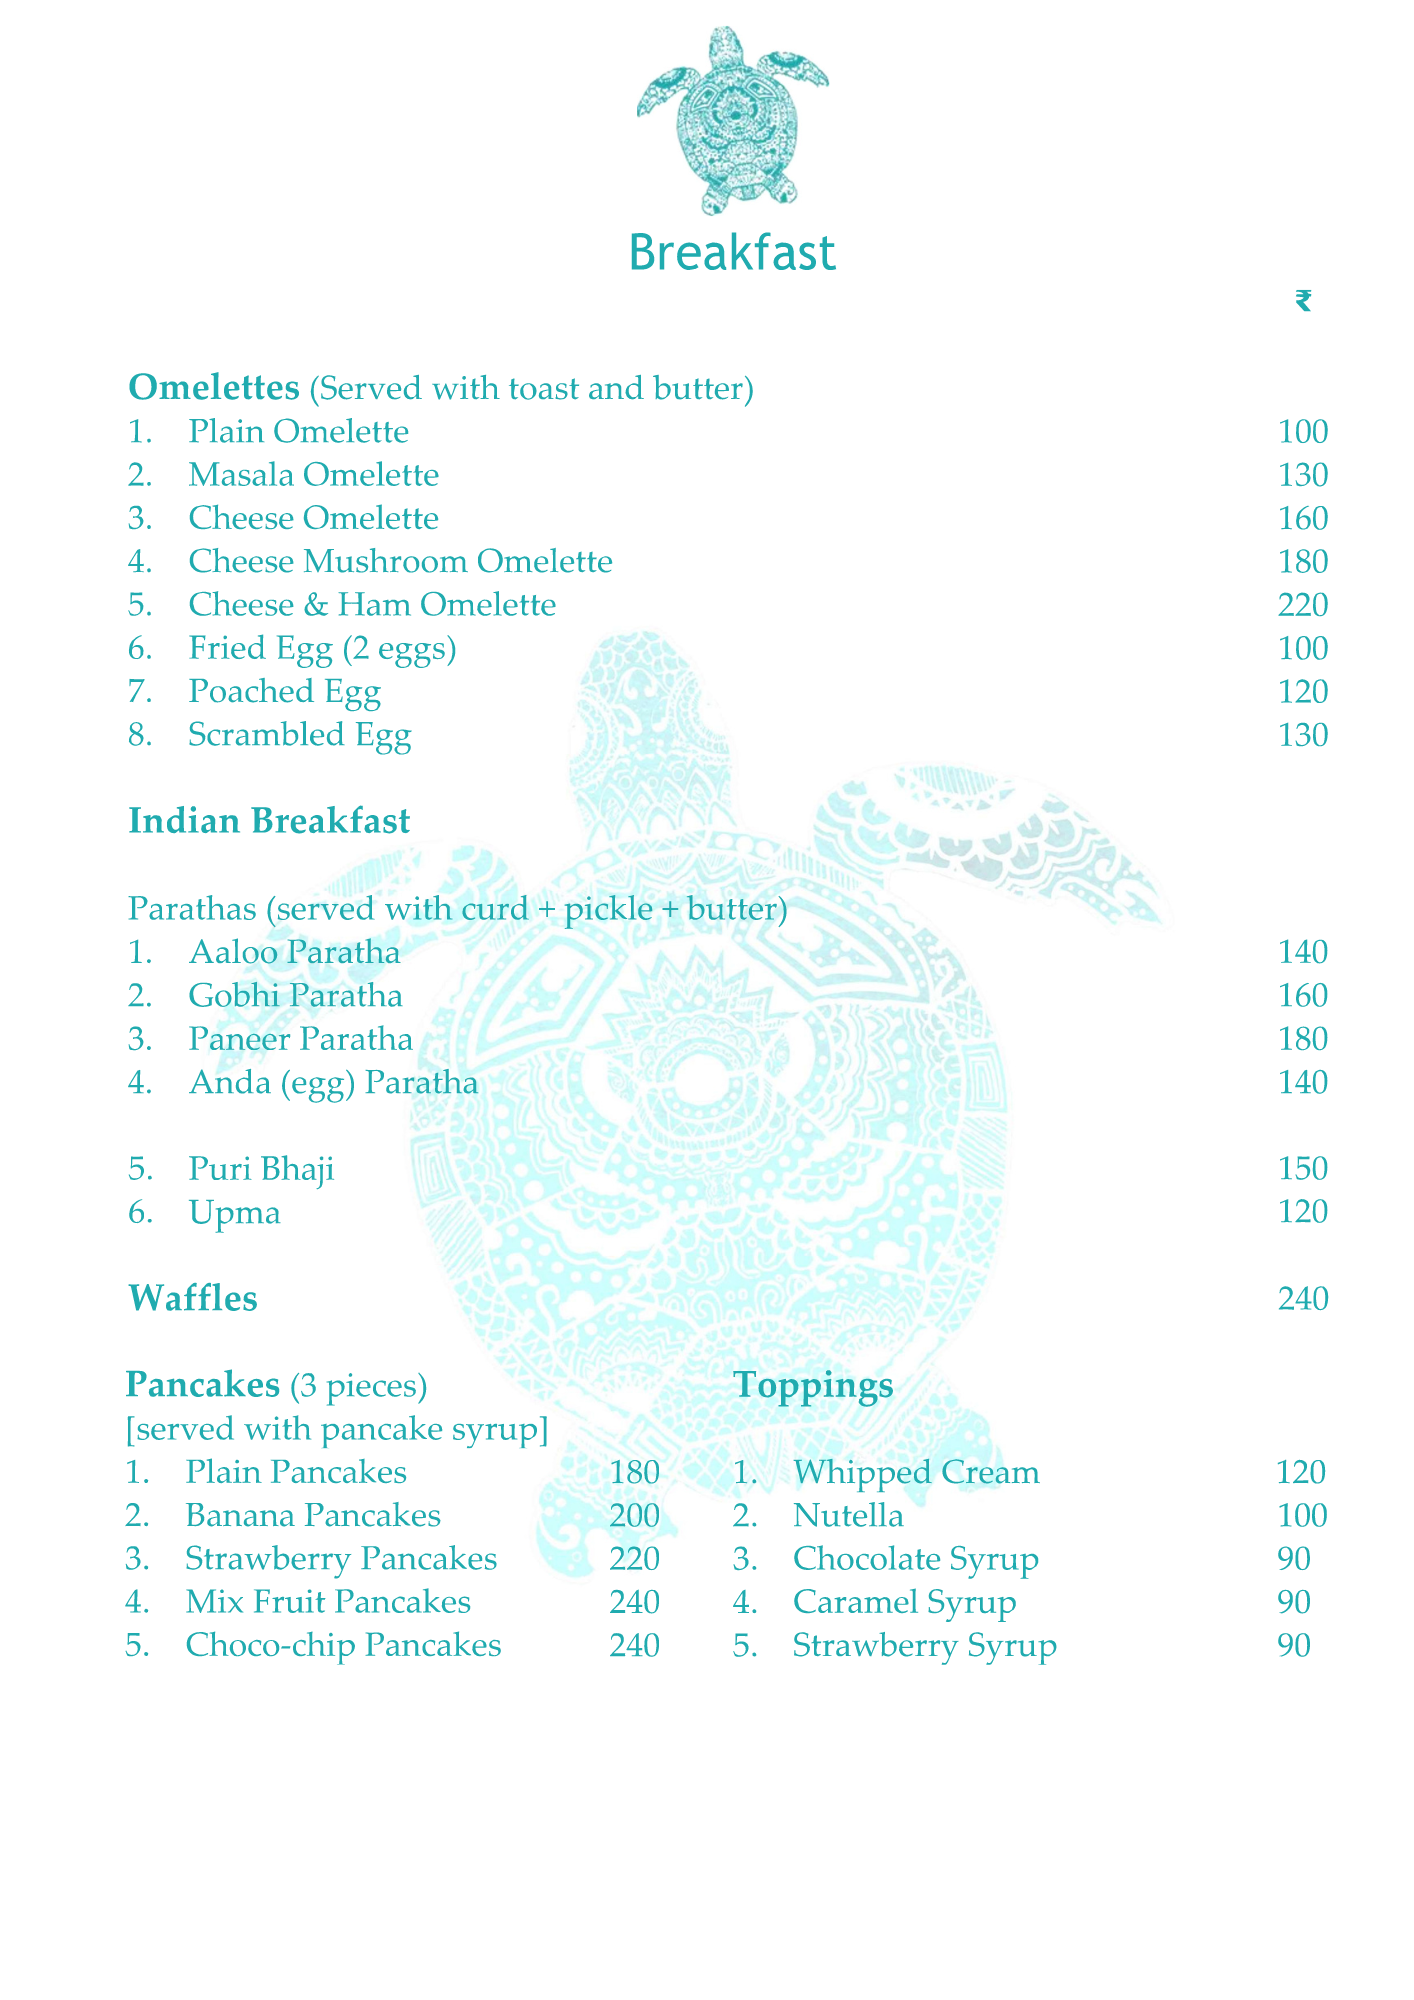 Breakfast
₹
Omelettes (Served with toast and butter)
1. Plain Omelette 100
2. Masala Omelette 130
3. Cheese Omelette 160
4. Cheese Mushroom Omelette 180
5. Cheese & Ham Omelette 220
6. Fried Egg (2 eggs) 100
7. Poached Egg 120
8. Scrambled Egg 130
Indian Breakfast
Parathas (served with curd + pickle + butter)
1. Aaloo Paratha 140
2. Gobhi Paratha 160
3. Paneer Paratha 180
4. Anda (egg) Paratha 140
5. Puri Bhaji 150
6. Upma 120
Waffles 240
Pancakes (3 pieces)
[served with pancake syrup]
1. Plain Pancakes 180
2. Banana Pancakes 200
3. Strawberry Pancakes 220
4. Mix Fruit Pancakes 240
5. Choco-chip Pancakes 240
Toppings
1. Whipped Cream 120
2. Nutella 100
3. Chocolate Syrup 90
4. Caramel Syrup 90
5. Strawberry Syrup 90